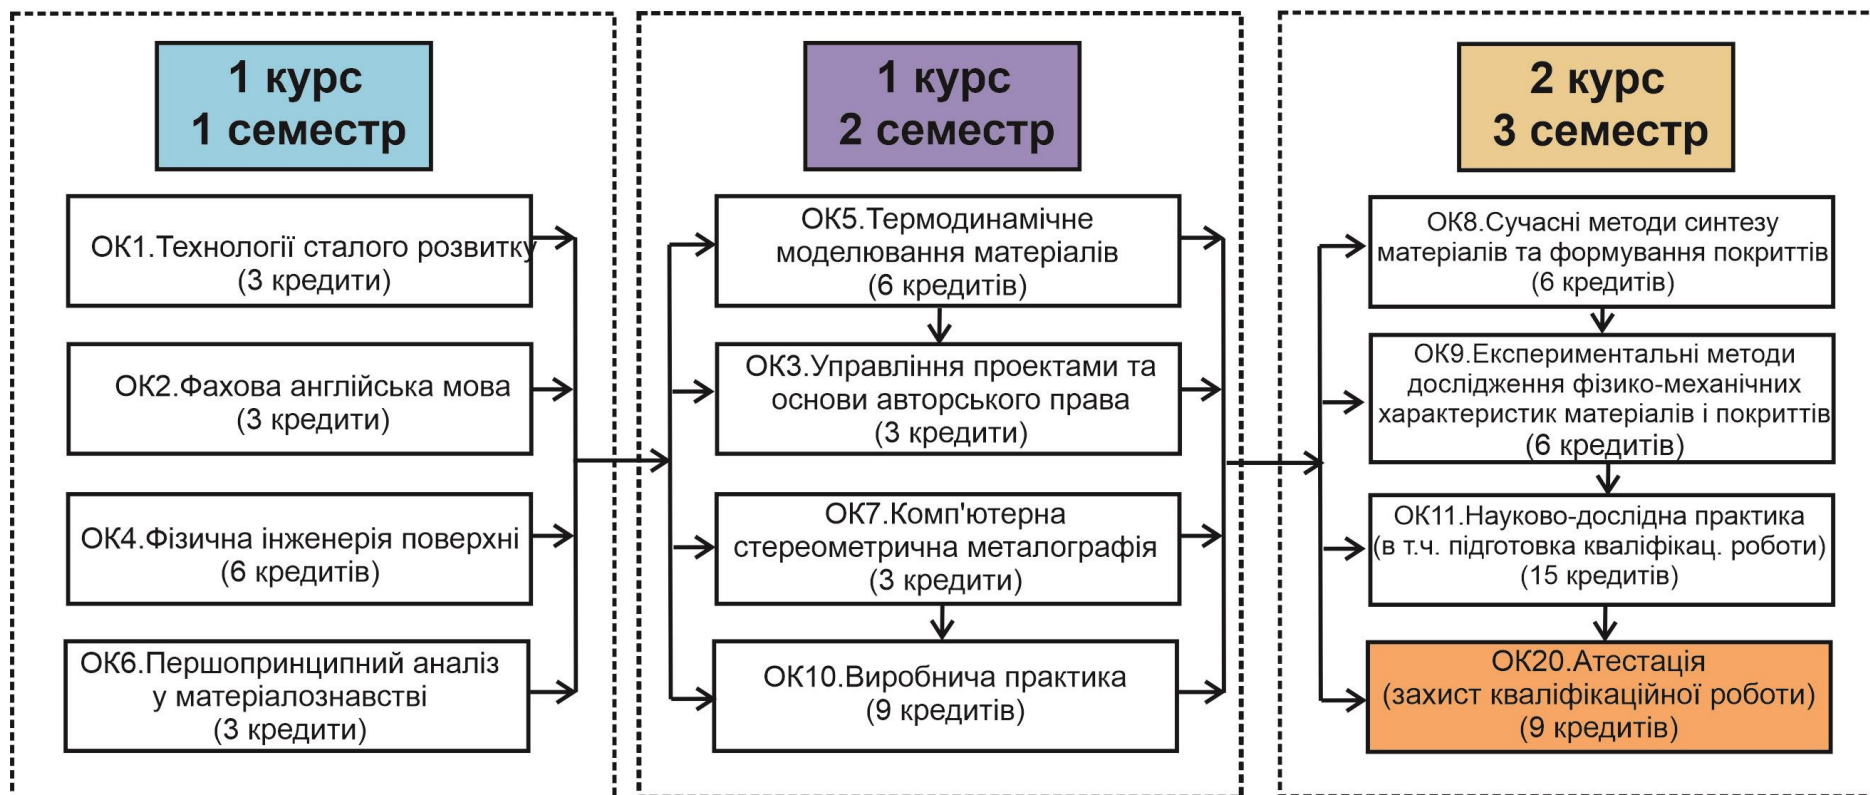 1 курс
1 семестр
ОК1.Технології сталого розвитку
(3 кредити)
ОК2.Фахова англійська мова
(3 кредити)
ОК4.Фізична інженерія поверхні
(6 кредитів)
ОК6.Першопринципний аналіз
у матеріалознавстві
(3 кредити)
1 курс
2 семестр
ОК5.Термодинамічне
моделювання матеріалів
(6 кредитів)
ОК3.Управління проектами та
основи авторського права
(3 кредити)
ОК7.Комп'ютерна
стереометрична металографія
(3 кредити)
ОК10.Виробнича практика
(9 кредитів)
2 курс
3 семестр
ОК8.Сучасні методи синтезу
матеріалів та формування покриттів
(6 кредитів)
ОК9.Експериментальні методи
дослідження фізико-механічних
характеристик матеріалів і покриттів
(6 кредитів)
ОК11.Науково-дослідна практика
(в т.ч. підготовка кваліфікац. роботи)
(15 кредитів)
ОК20.Атестація
(захист кваліфікаційної роботи)
(9 кредитів)